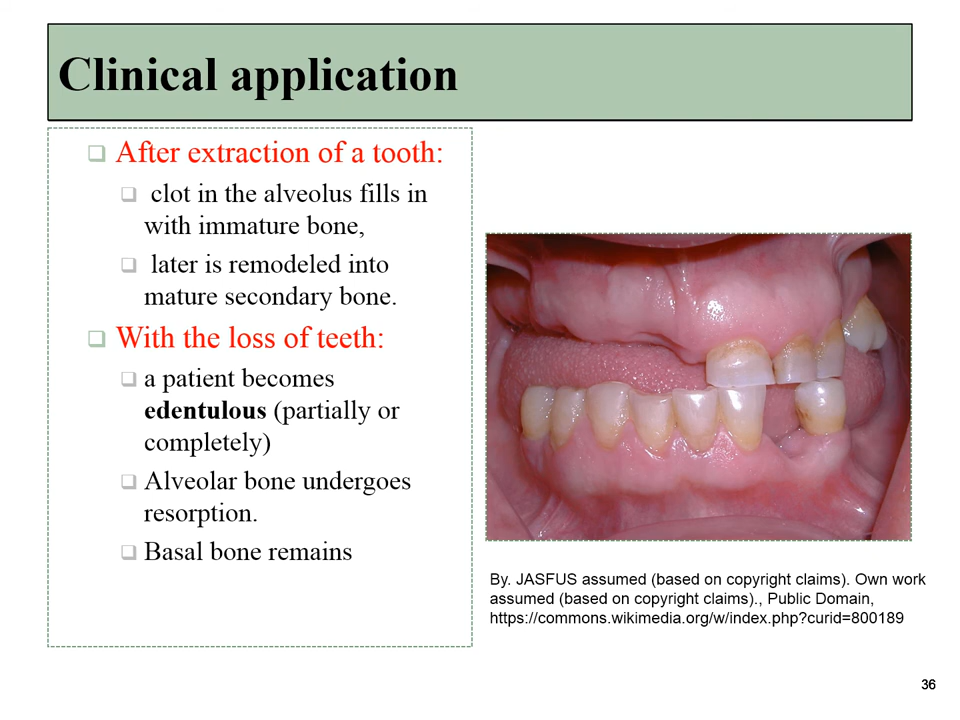 Clinical application
After extraction of a tooth:
clot in the alveolus fills in
with immature bone,
later is remodeled into
mature secondary bone.
With the loss of teeth:
a patient becomes
edentulous (partially or
completely)
Alveolar bone undergoes
resorption.
Basal bone remains
By. JASFUS assumed (based on copyright claims). Own work
assumed (based on copyright claims)., Public Domain,
https://commons.wikimedia.org/w/index.php?curid=800189
36